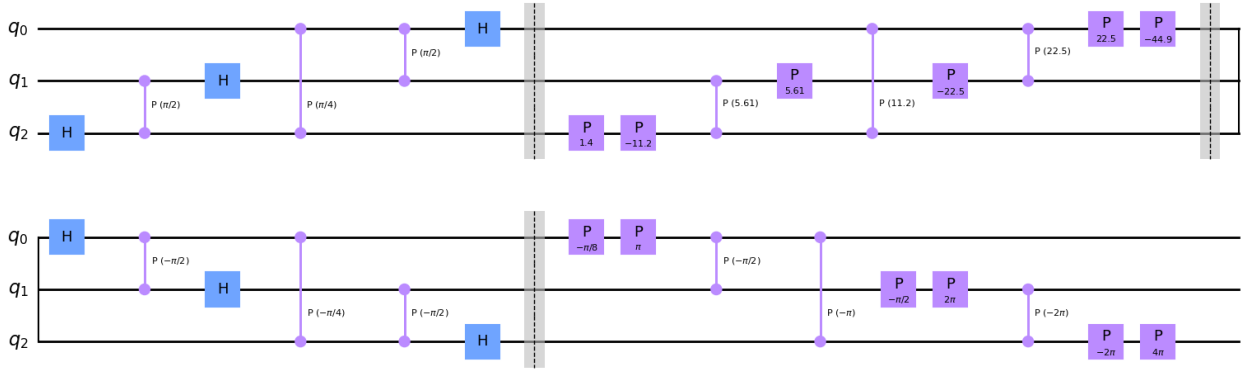 q0 H H P (π/2) P (π/4) P (π/2) H P 22.5 P −44.9
q1 P (π/2) H P (5.61) P 5.61 P (11.2) P −22.5 P (22.5)
q2 H P 1.4 P −11.2
q0 H P (−π/2) P −π/8 P π P (−π/2)
q1 H P (−π/4) P (−π/2) P (−π) P −π/2 P 2π P (−2π)
q2 H P −2π P 4π